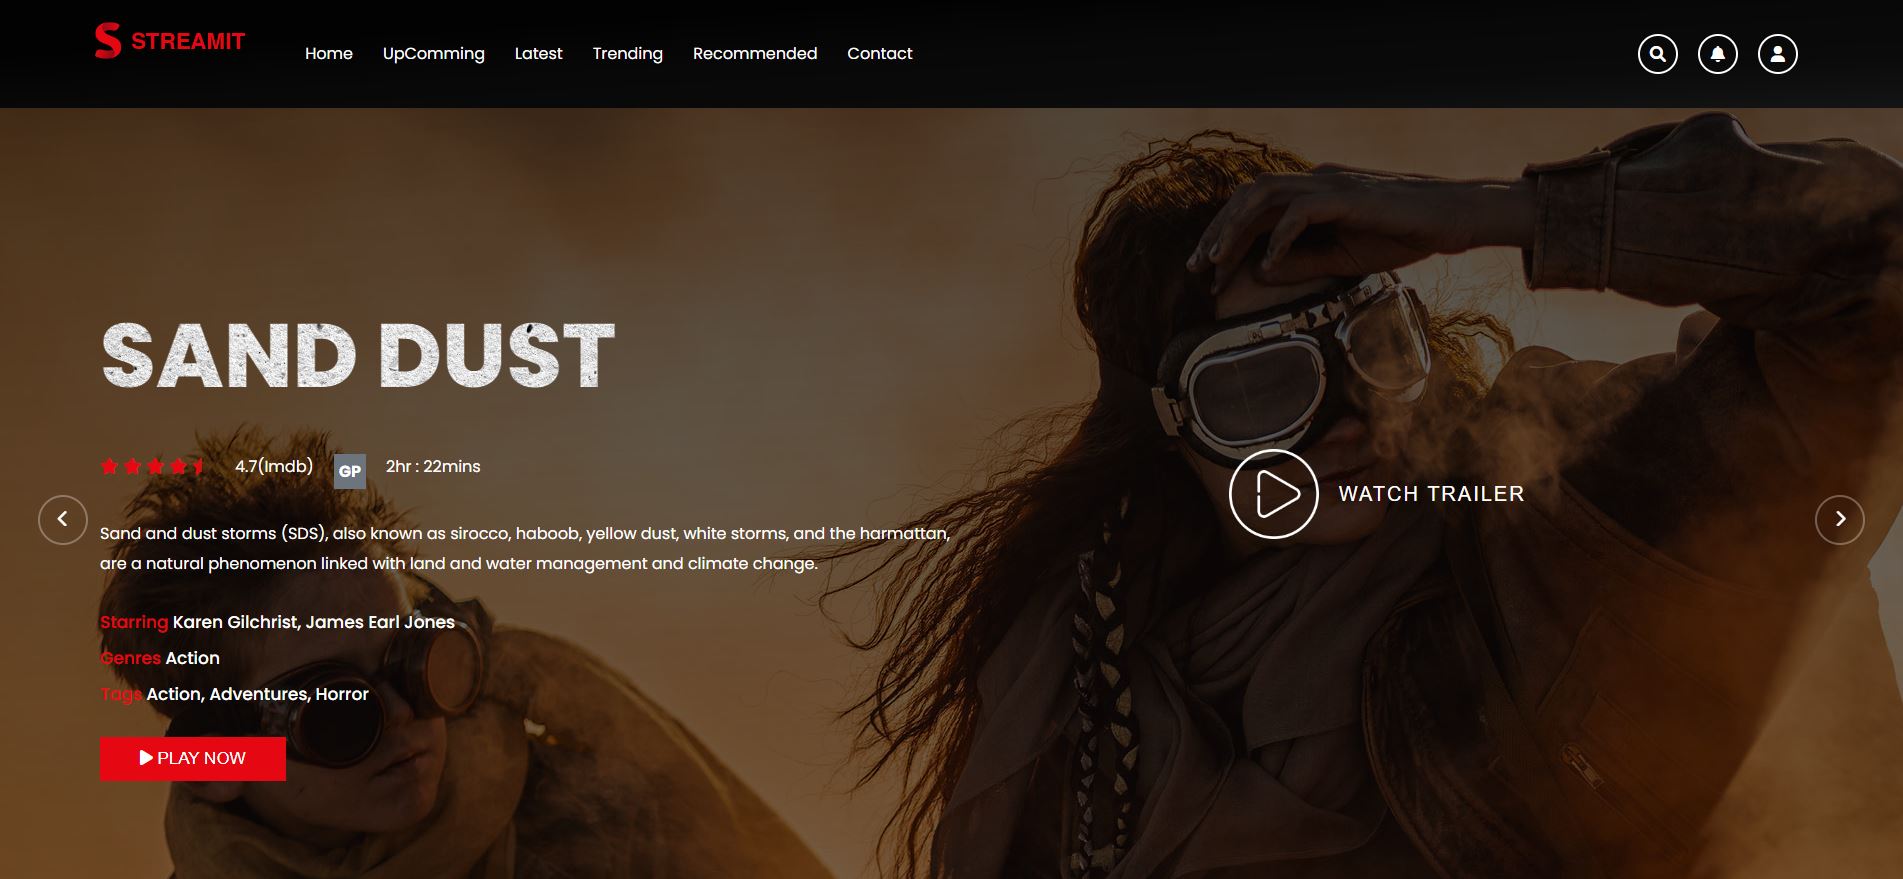 STREAMIT
Home UpComming Latest Trending Recommended Contact
SAND DUST
4.7(Imdb) GP 2hr : 22mins
Sand and dust storms (SDS), also known as sirocco, haboob, yellow dust, white storms, and the harmattan,
are a natural phenomenon linked with land and water management and climate change.
Starring Karen Gilchrist, James Earl Jones
Genres Action
Tags Action, Adventures, Horror
PLAY NOW
WATCH TRAILER